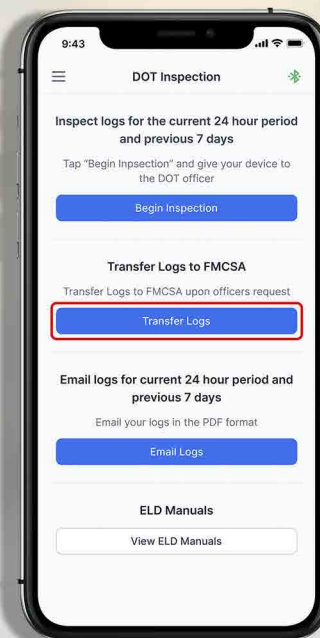 9:43
DOT Inspection
Inspect logs for the current 24 hour period
and previous 7 days
Tap "Begin Inpsection" and give your device to
the DOT officer
Begin Inspection
Transfer Logs to FMCSA
Transfer Logs to FMCSA upon officers request
Transfer Logs
Email logs for current 24 hour period and
previous 7 days
Email your logs in the PDF format
Email Logs
ELD Manuals
View ELD Manuals